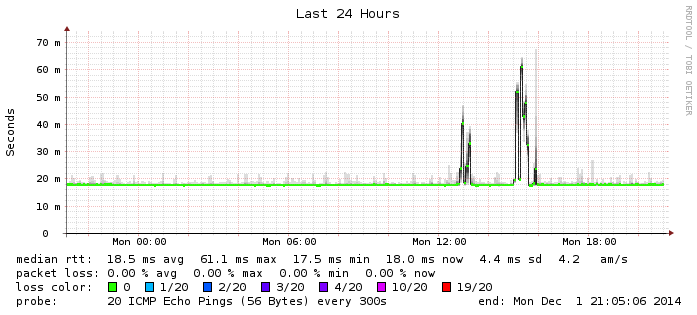 Last 24 Hours
RRDTOOL / TOBI OETIKER
Seconds
70 m
60 m
50 m
40 m
30 m
20 m
10 m
0
Mon 00:00 Mon 06:00 Mon 12:00 Mon 18:00
median rtt: 18.5 ms avg 61.1 ms max 17.5 ms min 18.0 ms now 4.4 ms sd 4.2 am/s
packet loss: 0.00 % avg 0.00 % max 0.00 % min 0.00 % now
loss color: 0 1/20 2/20 3/20 4/20 10/20 19/20
probe: 20 ICMP Echo Pings (56 Bytes) every 300s end: Mon Dec 1 21:05:06 2014